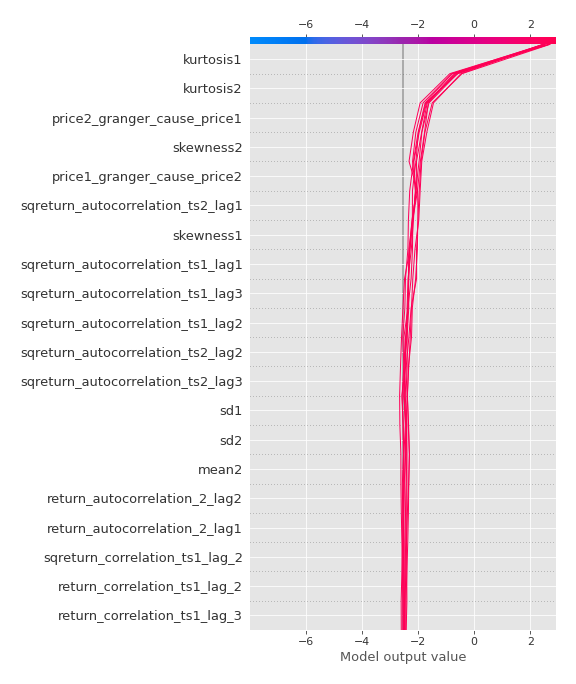 −6 −4 −2 0 2
kurtosis1
kurtosis2
price2_granger_cause_price1
skewness2
price1_granger_cause_price2
sqreturn_autocorrelation_ts2_lag1
skewness1
sqreturn_autocorrelation_ts1_lag1
sqreturn_autocorrelation_ts1_lag3
sqreturn_autocorrelation_ts1_lag2
sqreturn_autocorrelation_ts2_lag2
sqreturn_autocorrelation_ts2_lag3
sd1
sd2
mean2
return_autocorrelation_2_lag2
return_autocorrelation_2_lag1
sqreturn_correlation_ts1_lag_2
return_correlation_ts1_lag_2
return_correlation_ts1_lag_3
−6 −4 −2 0 2
Model output value